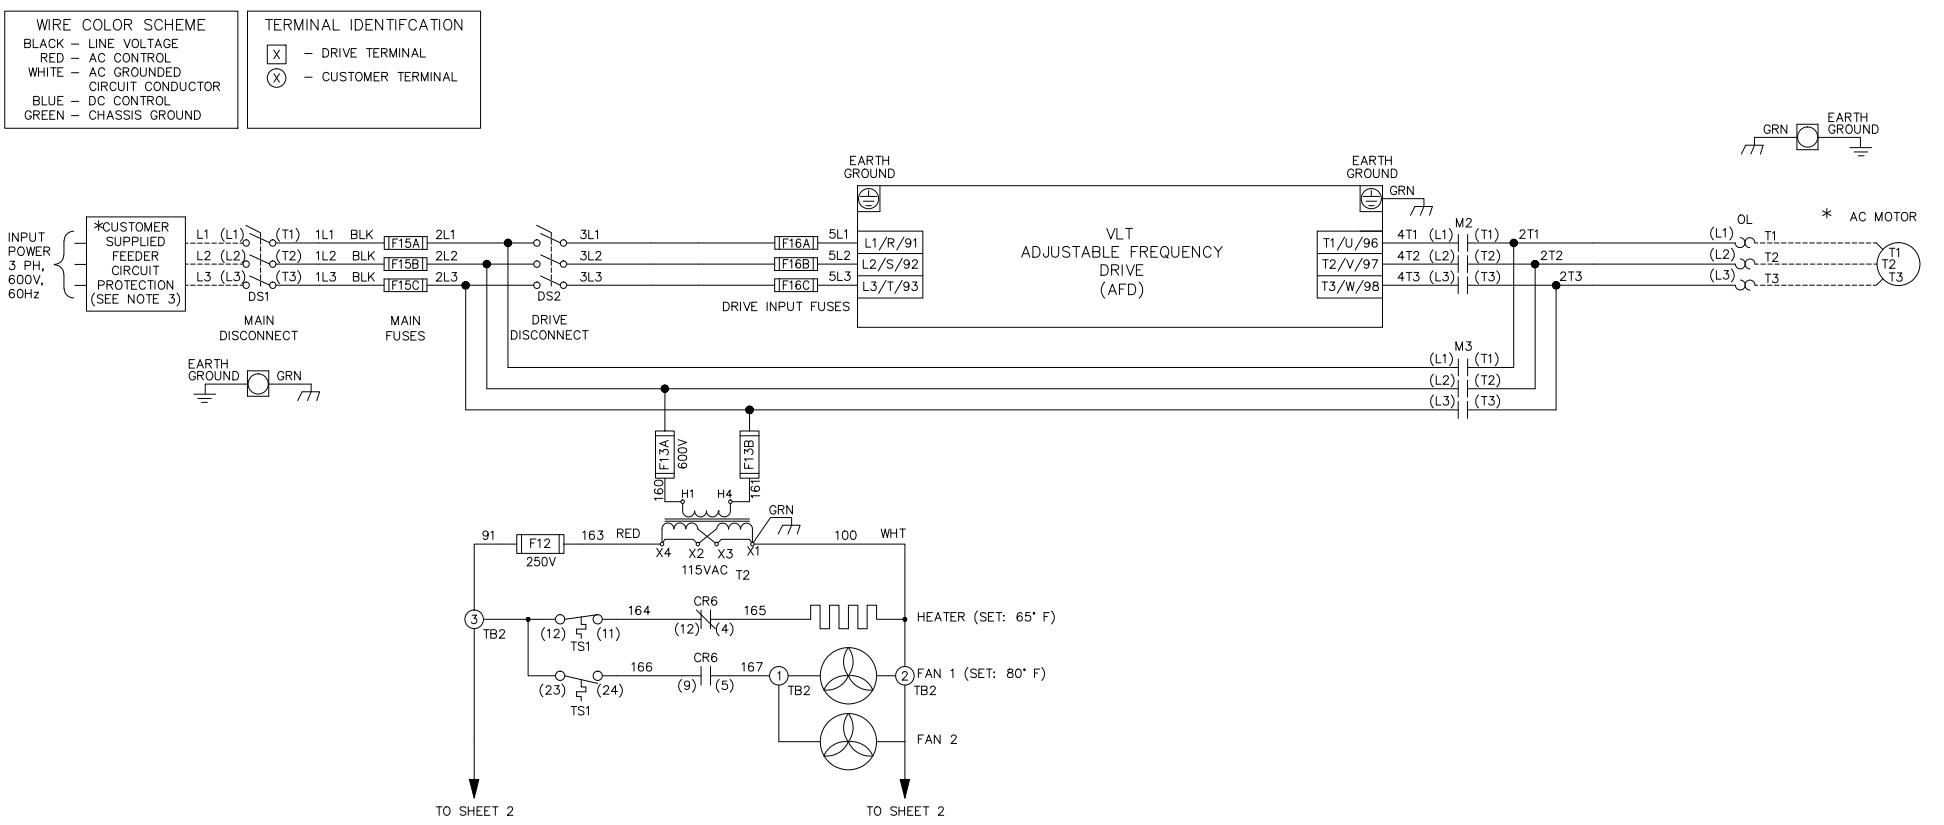 WIRE COLOR SCHEME
BLACK – LINE VOLTAGE
RED – AC CONTROL
WHITE – AC GROUNDED
CIRCUIT CONDUCTOR
BLUE – DC CONTROL
GREEN – CHASSIS GROUND
TERMINAL IDENTIFCATION
X – DRIVE TERMINAL
X – CUSTOMER TERMINAL
GRN
EARTH
GROUND
EARTH
GROUND
EARTH
GROUND
GRN
INPUT
POWER
3 PH,
600V,
60Hz
*CUSTOMER
SUPPLIED
FEEDER
CIRCUIT
PROTECTION
(SEE NOTE 3)
L1 (L1) (T1) 1L1 BLK F15A 2L1 3L1 F16A 5L1 L1/R/91
L2 (L2) (T2) 1L2 BLK F15B 2L2 3L2 F16B 5L2 L2/S/92
L3 (L3) (T3) 1L3 BLK F15C 2L3 3L3 F16C 5L3 L3/T/93
DS1
DS2
MAIN
DISCONNECT
MAIN
FUSES
DRIVE
DISCONNECT
DRIVE INPUT FUSES
VLT
ADJUSTABLE FREQUENCY
DRIVE
(AFD)
M2
OL
* AC MOTOR
T1/U/96 4T1 (L1) (T1) 2T1 (L1) T1
T2/V/97 4T2 (L2) (T2) 2T2 (L2) T2
T3/W/98 4T3 (L3) (T3) 2T3 (L3) T3
T1
T2
T3
EARTH
GROUND
GRN
M3
(L1) (T1)
(L2) (T2)
(L3) (T3)
F13A
600V
F13B
160
161
H1 H4
GRN
91 F12 163 RED
250V
X4 X2 X3 X1
100 WHT
115VAC T2
3
TB2
(12) (11)
TS1
164
CR6
(12) (4)
165
HEATER (SET: 65° F)
(23) (24)
TS1
166
CR6
(9) (5)
167
1
TB2
2
TB2
FAN 1 (SET: 80° F)
FAN 2
TO SHEET 2
TO SHEET 2